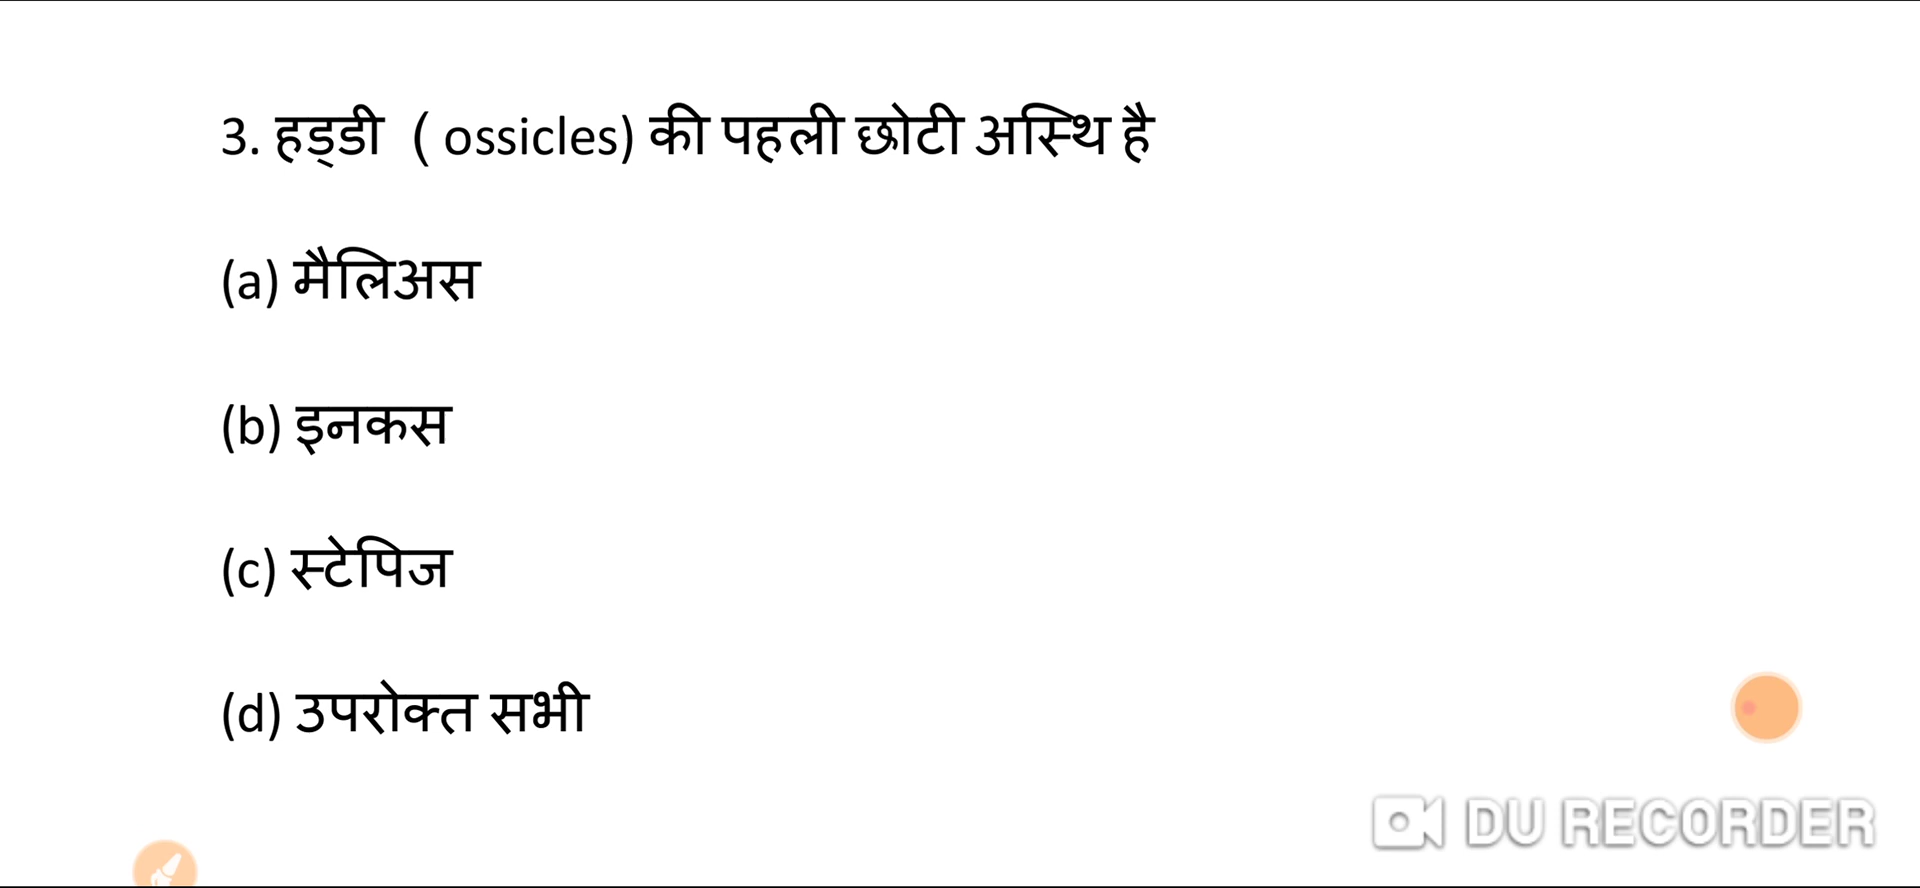 3. हड्डी ( ossicles) की पहली छोटी अस्थि है
(a) मैलिअस
(b) इनकस
(c) स्टेपिज
(d) उपरोक्त सभी
DU RECORDER